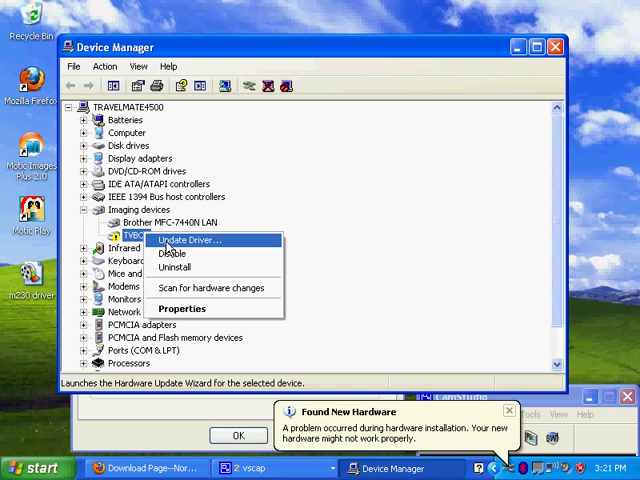 Recycle Bin
Mozilla Firefox
Motic Images
Plus 2.0
Motic Play
m230 driver
Device Manager
File Action View Help
TRAVELMATE4500
Batteries
Computer
Disk drives
Display adapters
DVD/CD-ROM drives
IDE ATA/ATAPI controllers
IEEE 1394 Bus host controllers
Imaging devices
Brother MFC-7440N LAN
Infrared
Mice and
Modems
Monitors
Network
PCMCIA adapters
PCMCIA and Flash memory devices
Ports (COM & LPT)
Processors
Update Driver...
Disable
Uninstall
Scan for hardware changes
Properties
Launches the Hardware Update Wizard for the selected device.
CamStudio
Tools View Help
OK
Found New Hardware
A problem occurred during hardware installation. Your new
hardware might not work properly.
start
Download Page--Nor...
2 vscap
Device Manager
3:21 PM